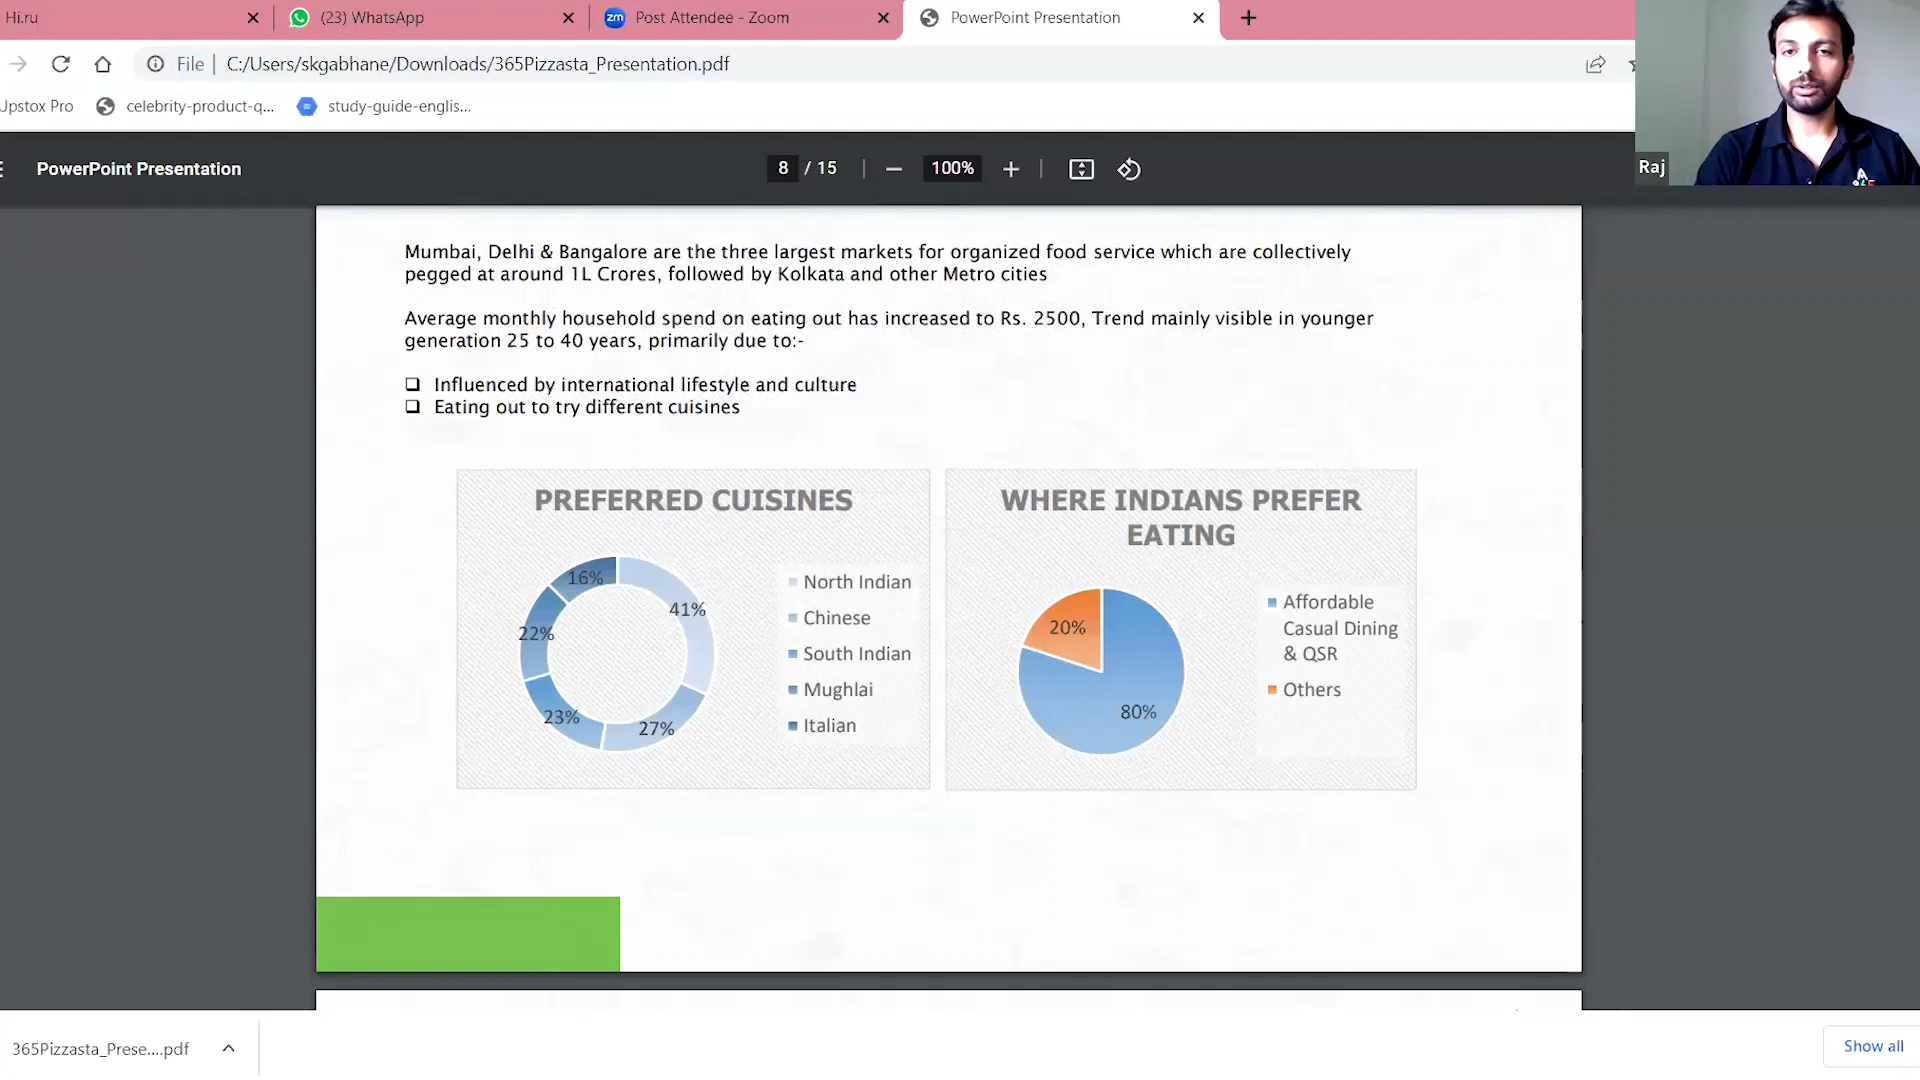 Hi.ru
(23) WhatsApp
zm Post Attendee - Zoom
PowerPoint Presentation
File C:/Users/skgabhane/Downloads/365Pizzasta_Presentation.pdf
Upstox Pro
celebrity-product-q...
study-guide-englis...
PowerPoint Presentation
8 / 15
100%
Raj
Mumbai, Delhi & Bangalore are the three largest markets for organized food service which are collectively
pegged at around 1L Crores, followed by Kolkata and other Metro cities
Average monthly household spend on eating out has increased to Rs. 2500, Trend mainly visible in younger
generation 25 to 40 years, primarily due to:-
Influenced by international lifestyle and culture
Eating out to try different cuisines
PREFERRED CUISINES
16%
41%
22%
23%
27%
North Indian
Chinese
South Indian
Mughlai
Italian
WHERE INDIANS PREFER
EATING
20%
80%
Affordable
Casual Dining
& QSR
Others
365Pizzasta_Prese....pdf
Show all